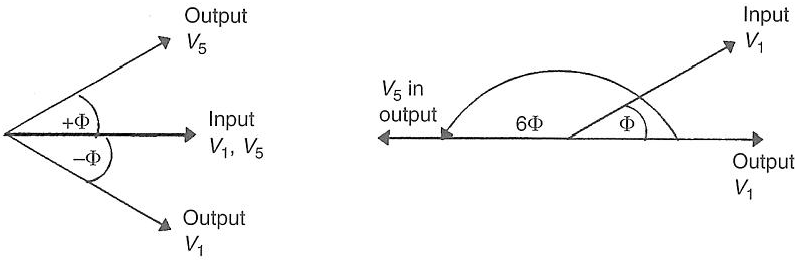 Output
V5
+Φ
Input
V1, V5
−Φ
Output
V1
Input
V1
V5 in
output
6Φ
Φ
Output
V1